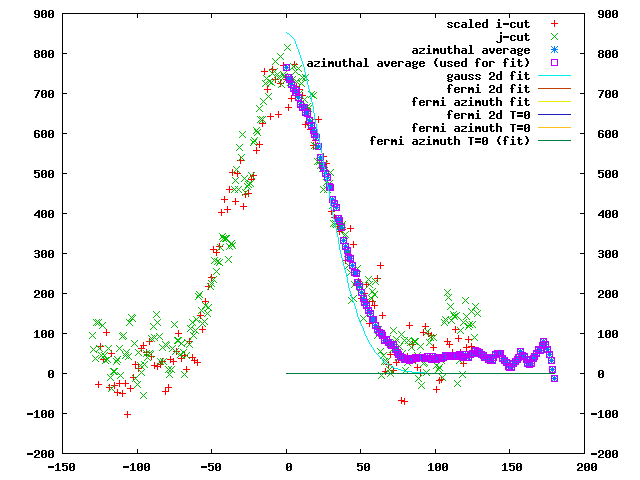 900 900
scaled i-cut
800 j-cut 800
azimuthal average
azimuthal average (used for fit)
700 gauss 2d fit 700
fermi 2d fit
fermi azimuth fit
600 fermi 2d T=0 600
fermi azimuth T=0
fermi azimuth T=0 (fit)
500 500
400 400
300 300
200 200
100 100
0 0
-100 -100
-200 -200
-150 -100 -50 0 50 100 150 200